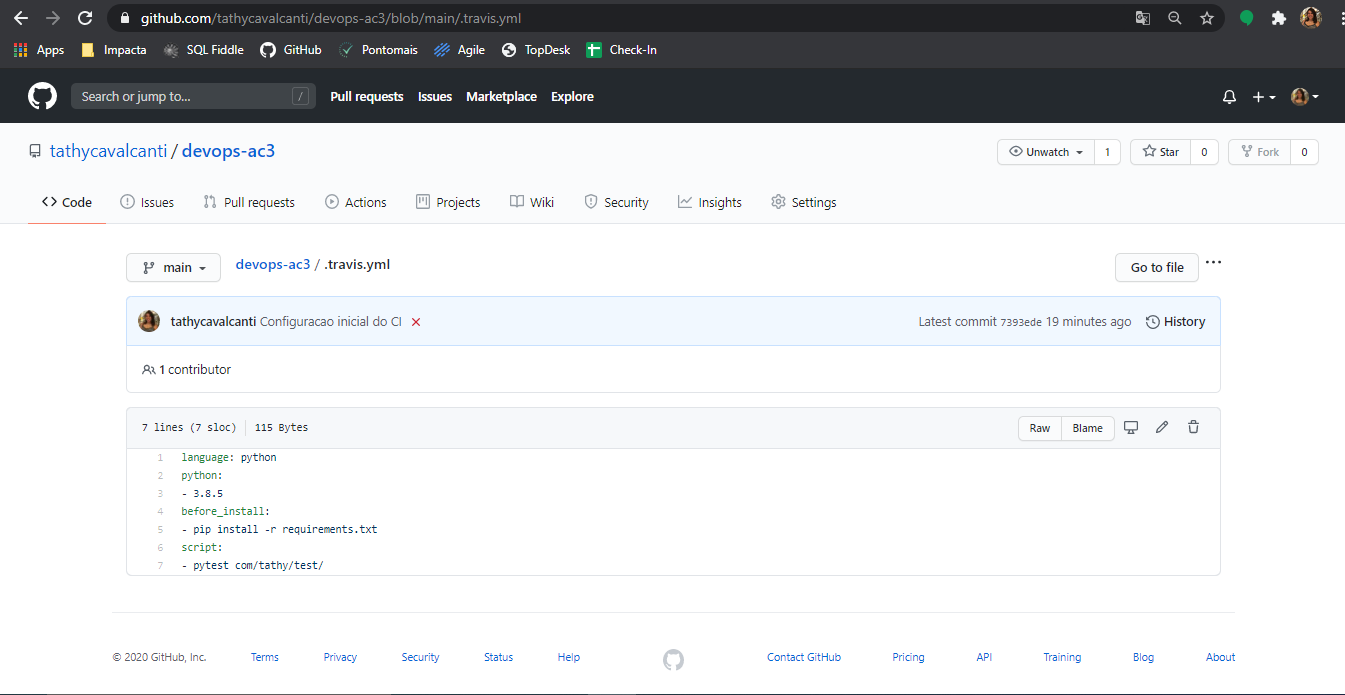 github.com/tathycavalcanti/devops-ac3/blob/main/.travis.yml
Apps Impacta SQL Fiddle GitHub Pontomais Agile TopDesk Check-In
Search or jump to... / Pull requests Issues Marketplace Explore
tathycavalcanti / devops-ac3 Unwatch 1 Star 0 Fork 0
Code Issues Pull requests Actions Projects Wiki Security Insights Settings
main devops-ac3 / .travis.yml Go to file ...
tathycavalcanti Configuracao inicial do CI Latest commit 7393ede 19 minutes ago History
1 contributor
7 lines (7 sloc) 115 Bytes Raw Blame
1 language: python
2 python:
3 - 3.8.5
4 before_install:
5 - pip install -r requirements.txt
6 script:
7 - pytest com/tathy/test/
© 2020 GitHub, Inc. Terms Privacy Security Status Help Contact GitHub Pricing API Training Blog About